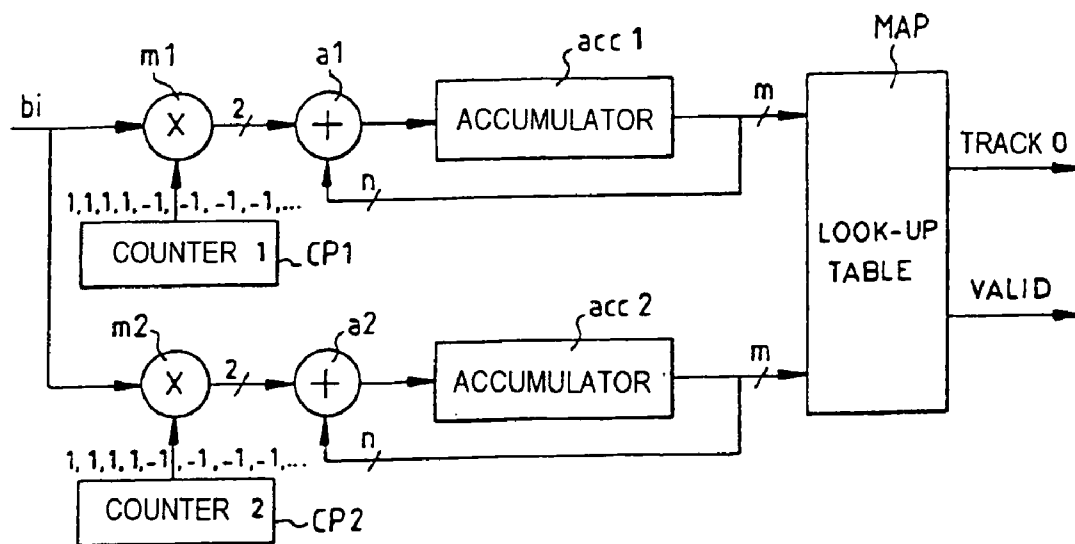 MAP
acc 1
m1
a1
bi
X
2
+
ACCUMULATOR
m
n
TRACK 0
1,1,1,1,-1,-1,-1,-1,...
COUNTER 1
CP1
LOOK-UP
TABLE
VALID
acc 2
m2
a2
X
2
+
ACCUMULATOR
m
n
1,1,1,1,-1,-1,-1,-1,...
COUNTER 2
CP2